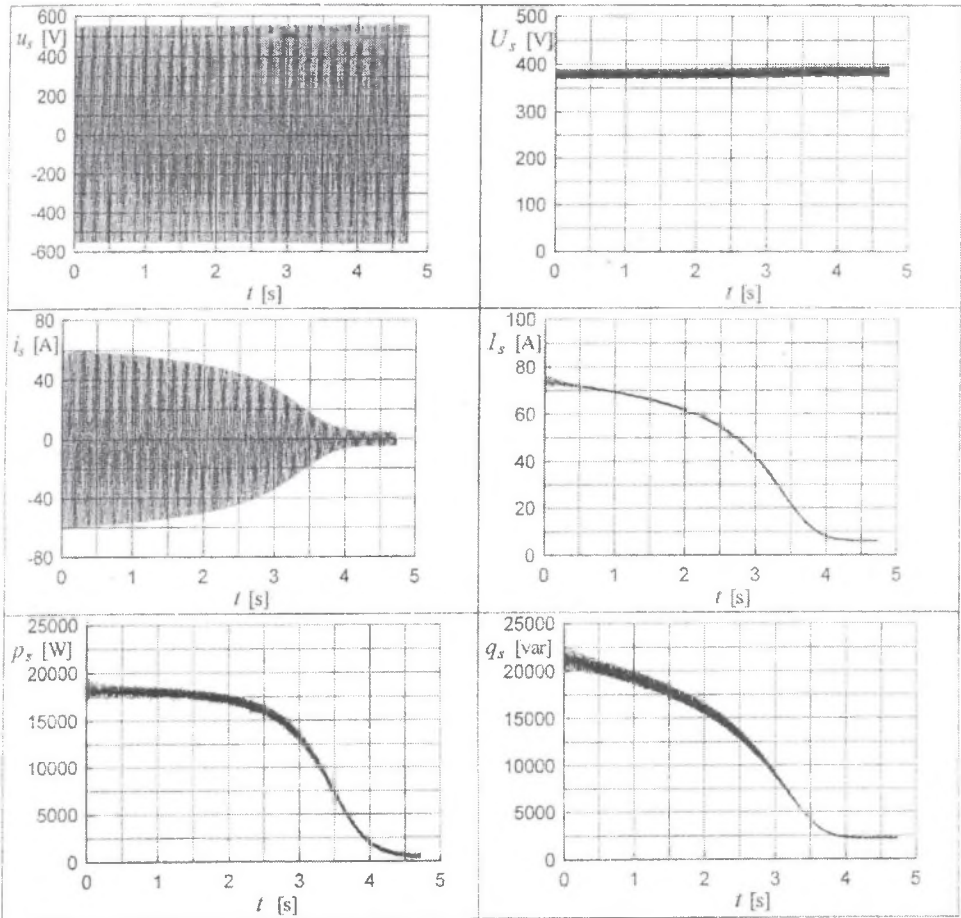 600
u_s [V]
400
200
0
-200
-400
-600
0 1 2 3 4 5
t [s]
500
U_s [V]
400
300
200
100
0
0 1 2 3 4 5
t [s]
80
i_s [A]
40
0
-40
-80
0 1 2 3 4 5
t [s]
100
I_s [A]
80
60
40
20
0
0 1 2 3 4 5
t [s]
25000
p_s [W]
20000
15000
10000
5000
0
0 1 2 3 4 5
t [s]
25000
q_s [var]
20000
15000
10000
5000
0
0 1 2 3 4 5
t [s]